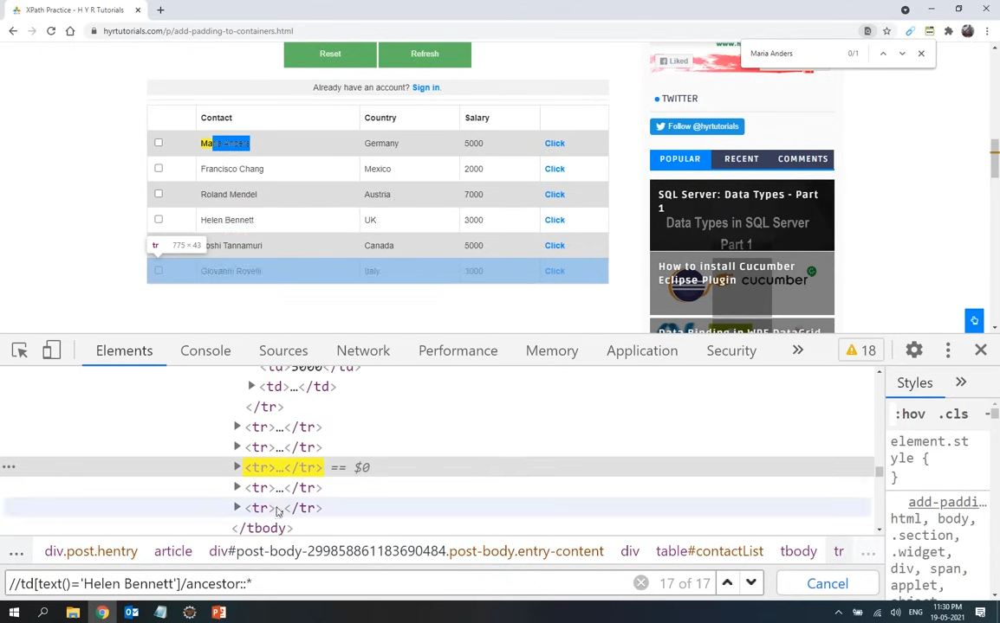 XPath Practice - H Y R Tutorials
hyrtutorials.com/p/add-padding-to-containers.html
Maria Anders 0/1
Reset Refresh
Liked
Already have an account? Sign in.
TWITTER
Follow @hyrtutorials
Contact Country Salary
Germany 5000 Click
Francisco Chang Mexico 2000 Click
Roland Mendel Austria 7000 Click
Helen Bennett UK 3000 Click
tr 775 × 43
oshi Tannamuri Canada 5000 Click
Giovanni Rovelli Italy 3000 Click
POPULAR RECENT COMMENTS
SQL Server: Data Types - Part
1
Data Types in SQL Server
Part 1
How to install Cucumber
Eclipse Plugin
cucumber
Data Binding in WPF DataGrid
Elements Console Sources Network Performance Memory Application Security » 18
<td>5000</td>
<td>…</td>
</tr>
<tr>…</tr>
<tr>…</tr>
<tr>…</tr> == $0
<tr>…</tr>
<tr>…</tr>
</tbody>
Styles »
:hov .cls
element.st
yle {
}
add-paddi…
html, body,
.section,
.widget,
div, span,
applet,
object
... div.post.hentry article div#post-body-299858861183690484.post-body.entry-content div table#contactList tbody tr ...
//td[text()='Helen Bennett']/ancestor::* 17 of 17 Cancel
ENG 11:30 PM
19-05-2021